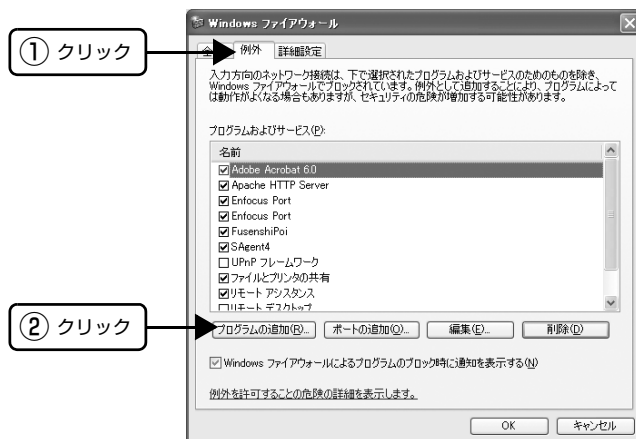 Windows ファイアウォール
① クリック
例外
詳細設定
入力方向のネットワーク接続は、下で選択されたプログラムおよびサービスのためのものを除き、
Windows ファイアウォールでブロックされています。例外として追加することにより、プログラムによって
は動作がよくなる場合もありますが、セキュリティの危険が増加する可能性があります。
プログラムおよびサービス(P):
名前
Adobe Acrobat 6.0
Apache HTTP Server
Enfocus Port
Enfocus Port
FusenshiPoi
SAgent4
UPnP フレームワーク
ファイルとプリンタの共有
リモート アシスタンス
リモート デスクトップ
② クリック
プログラムの追加(R)... ポートの追加(O)... 編集(E)... 削除(D)
Windows ファイアウォールによるプログラムのブロック時に通知を表示する(N)
例外を許可することの危険の詳細を表示します。
OK キャンセル